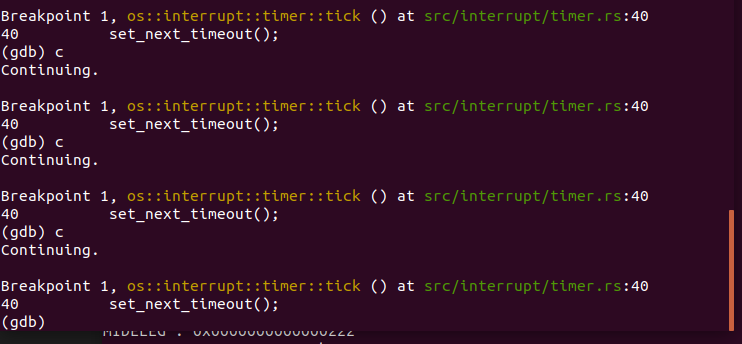 Breakpoint 1, os::interrupt::timer::tick () at src/interrupt/timer.rs:40
40          set_next_timeout();
(gdb) c
Continuing.
Breakpoint 1, os::interrupt::timer::tick () at src/interrupt/timer.rs:40
40          set_next_timeout();
(gdb) c
Continuing.
Breakpoint 1, os::interrupt::timer::tick () at src/interrupt/timer.rs:40
40          set_next_timeout();
(gdb) c
Continuing.
Breakpoint 1, os::interrupt::timer::tick () at src/interrupt/timer.rs:40
40          set_next_timeout();
(gdb)
MIDELEG : 0x0000000000000222